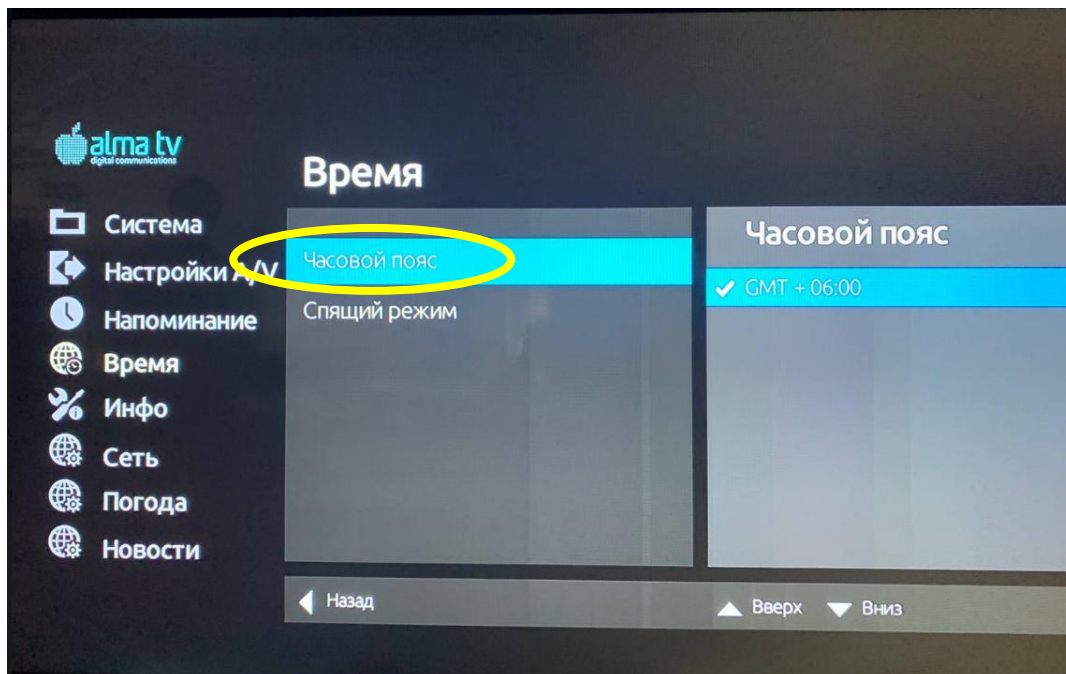 alma tv
digital communications
Время
Система
Настройки A/V
Напоминание
Время
Инфо
Сеть
Погода
Новости
Часовой пояс
Спящий режим
Часовой пояс
GMT + 06:00
Назад
Вверх
Вниз